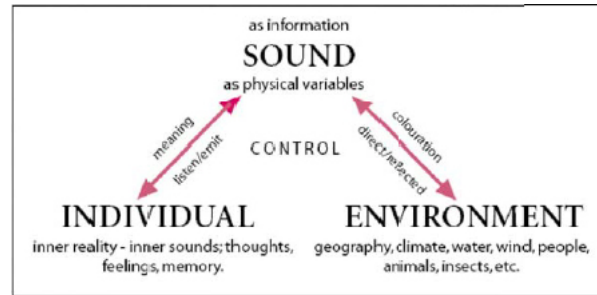 as information
SOUND
as physical variables
meaning
listen/emit
CONTROL
colouration
direct/reflected
INDIVIDUAL
inner reality - inner sounds; thoughts,
feelings, memory.
ENVIRONMENT
geography, climate, water, wind, people,
animals, insects, etc.